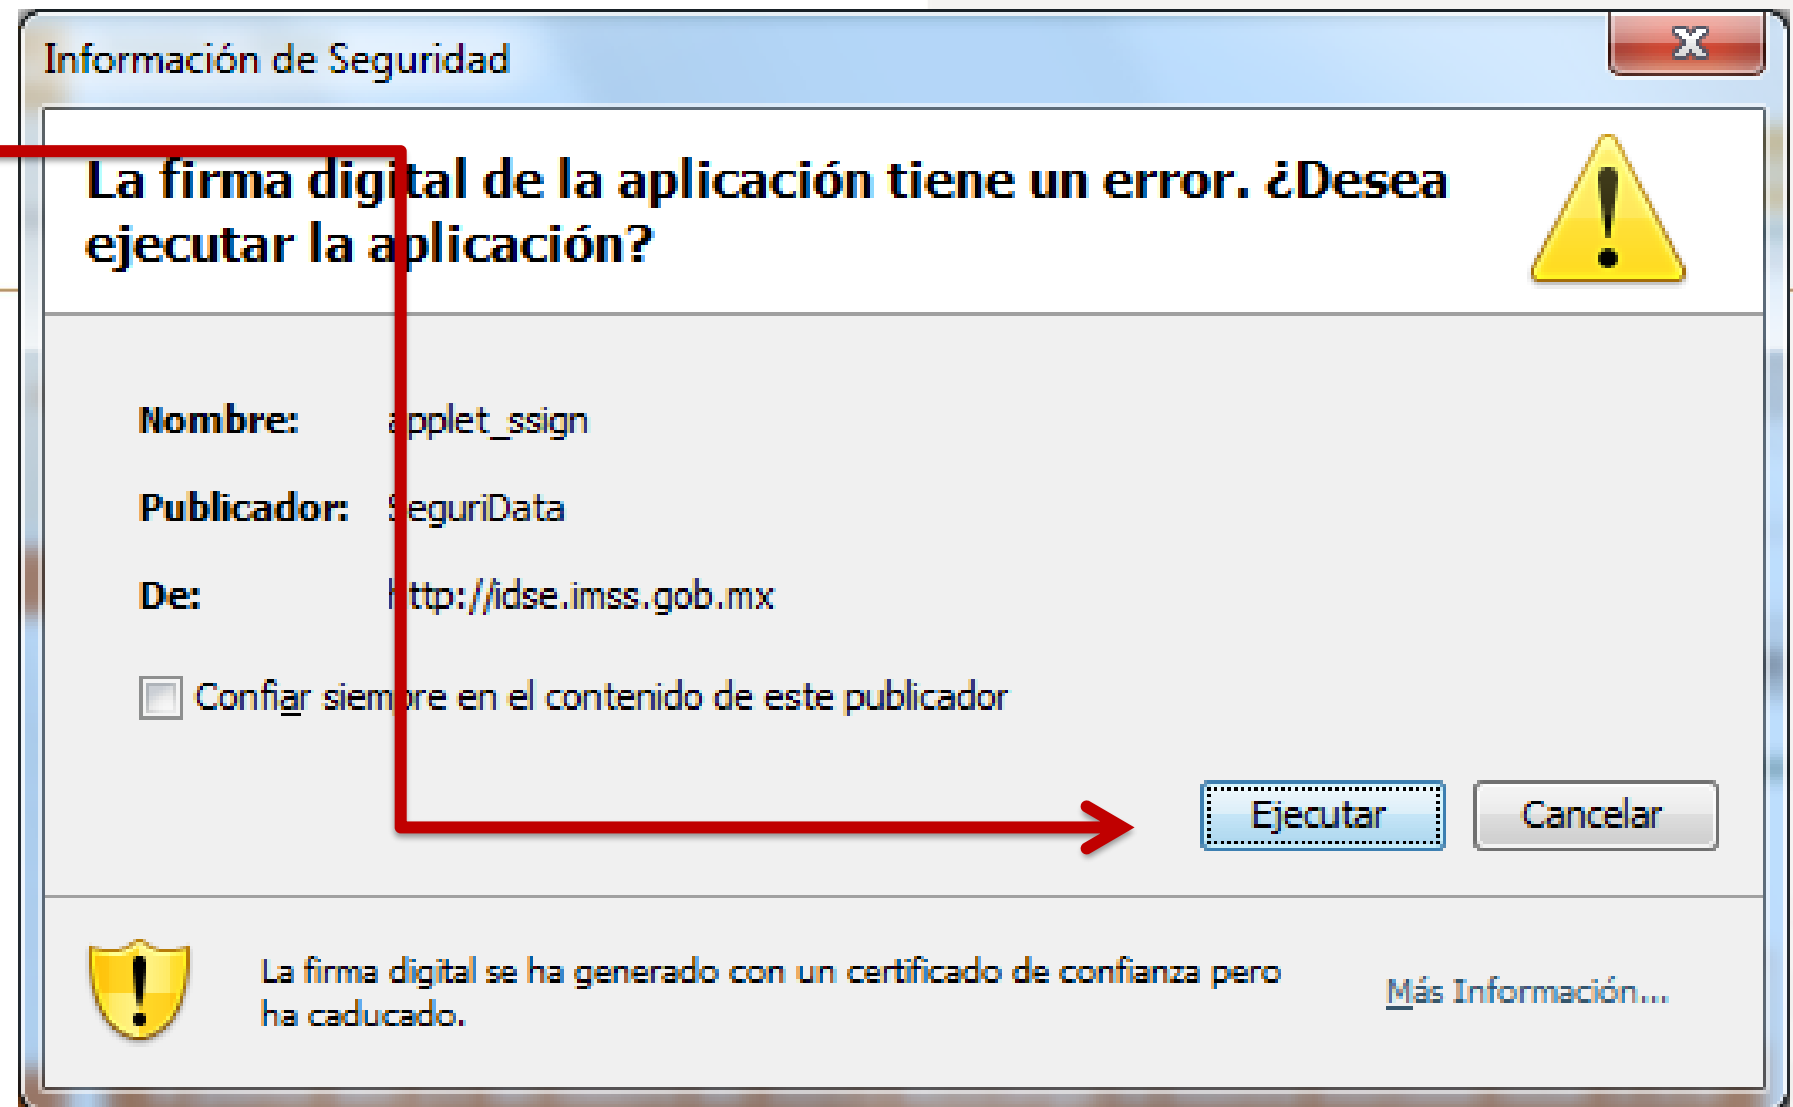 Información de Seguridad
La firma digital de la aplicación tiene un error. ¿Desea
ejecutar la aplicación?
Nombre: applet_ssign
Publicador: SeguriData
De: http://idse.imss.gob.mx
Confiar siempre en el contenido de este publicador
Ejecutar Cancelar
La firma digital se ha generado con un certificado de confianza pero
ha caducado.
Más Información...